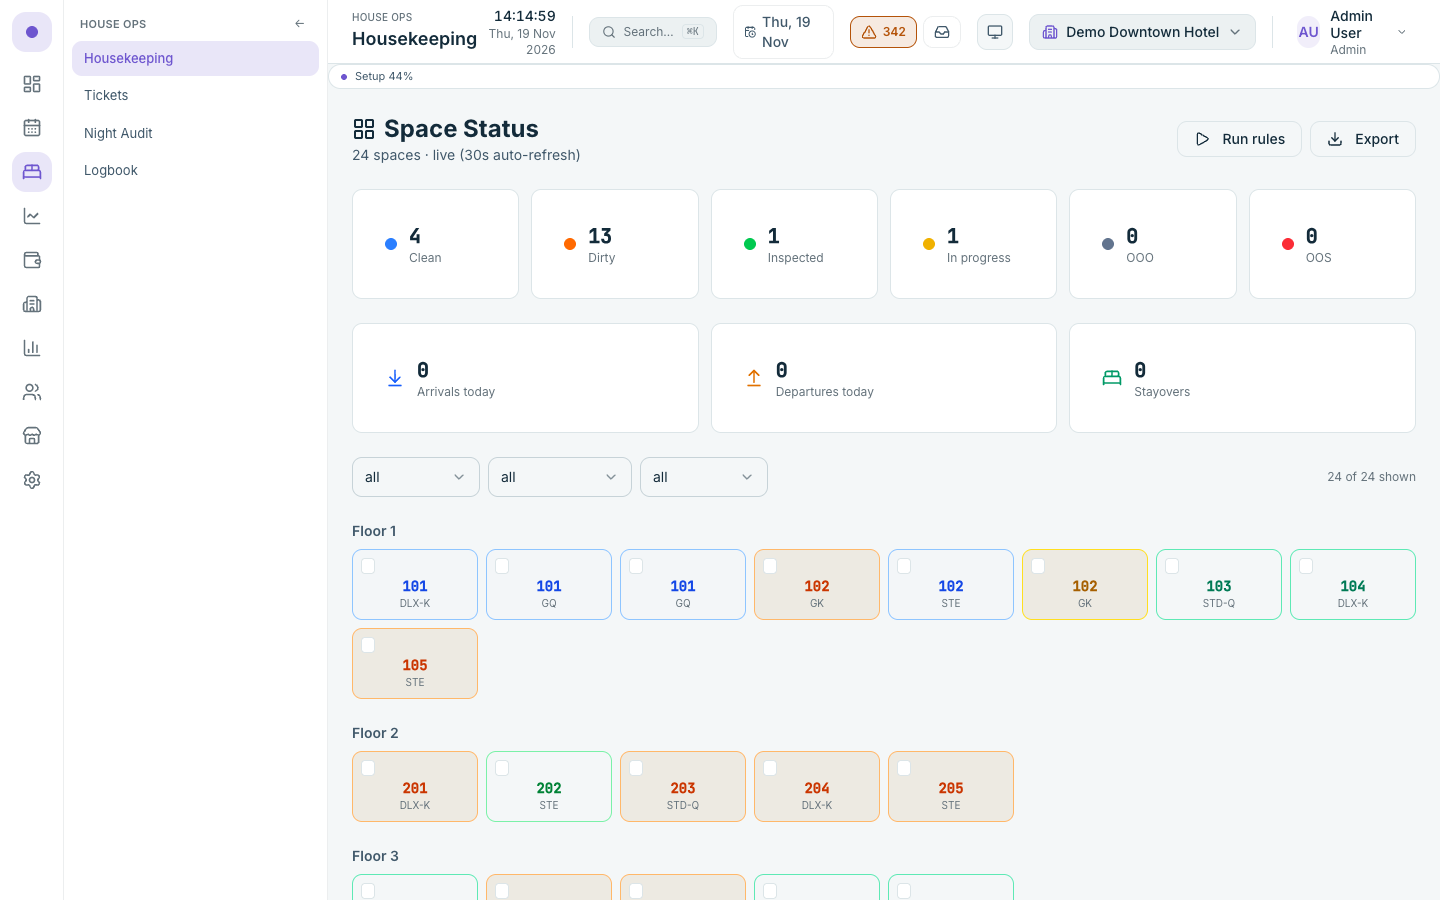 HOUSE OPS
Housekeeping
Tickets
Night Audit
Logbook
HOUSE OPS
Housekeeping
14:14:59
Thu, 19 Nov
2026
Search...
⌘K
Thu, 19
Nov
342
Demo Downtown Hotel
AU
Admin
User
Admin
Setup 44%
Space Status
24 spaces · live (30s auto-refresh)
Run rules
Export
4
Clean
13
Dirty
1
Inspected
1
In progress
0
OOO
0
OOS
0
Arrivals today
0
Departures today
0
Stayovers
all
all
all
24 of 24 shown
Floor 1
101
DLX-K
101
GQ
101
GQ
102
GK
102
STE
102
GK
103
STD-Q
104
DLX-K
105
STE
Floor 2
201
DLX-K
202
STE
203
STD-Q
204
DLX-K
205
STE
Floor 3